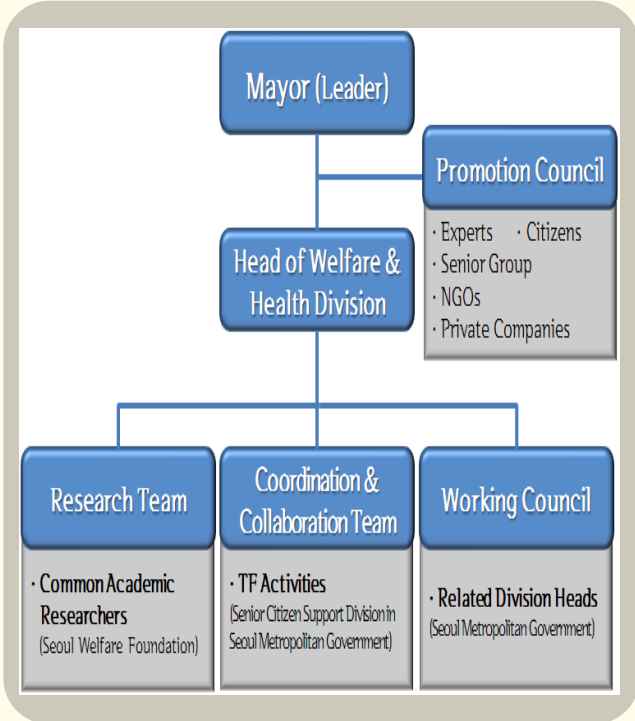 Mayor (Leader)
Promotion Council
· Experts · Citizens
· Senior Group
· NGOs
· Private Companies
Head of Welfare &
Health Division
Research Team
· Common Academic
Researchers
(Seoul Welfare Foundation)
Coordination &
Collaboration Team
· TF Activities
(Senior Citizen Support Division in
Seoul Metropolitan Government)
Working Council
· Related Division Heads
(Seoul Metropolitan Government)